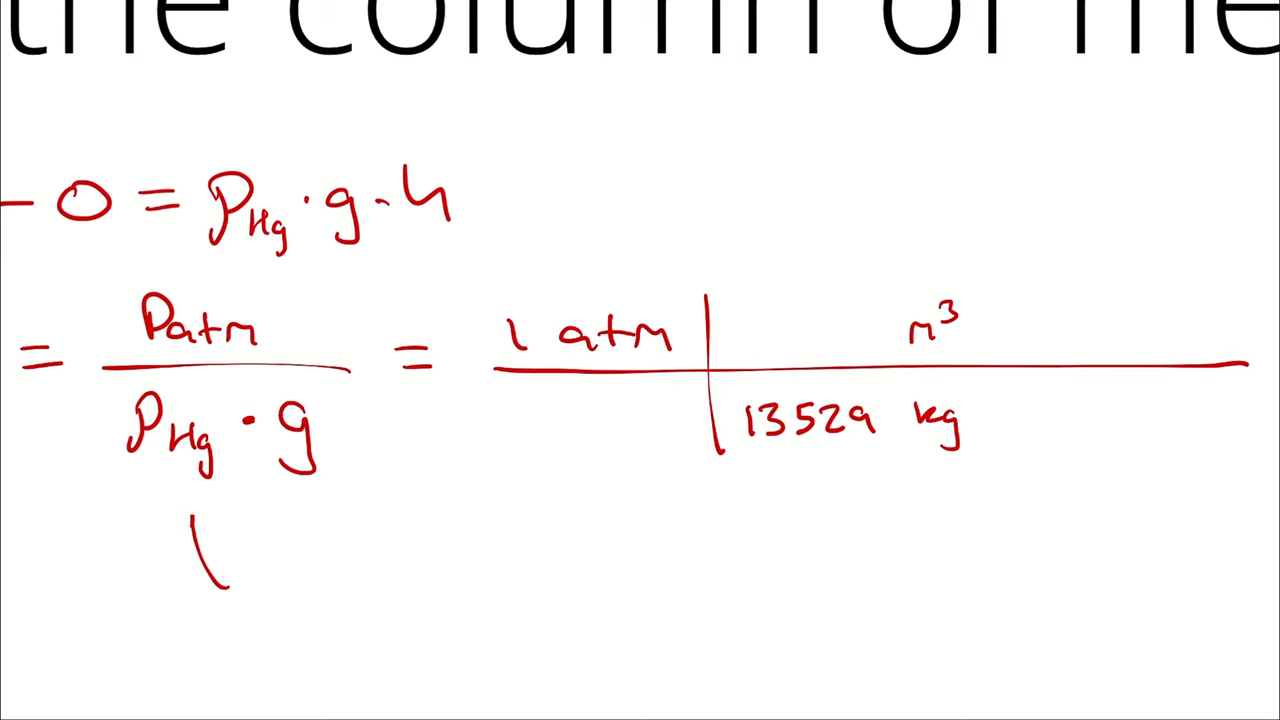 the column of me
- 0 = ρHg · g · h
= Patm / ρHg · g = 1 atm | m³
13529 kg